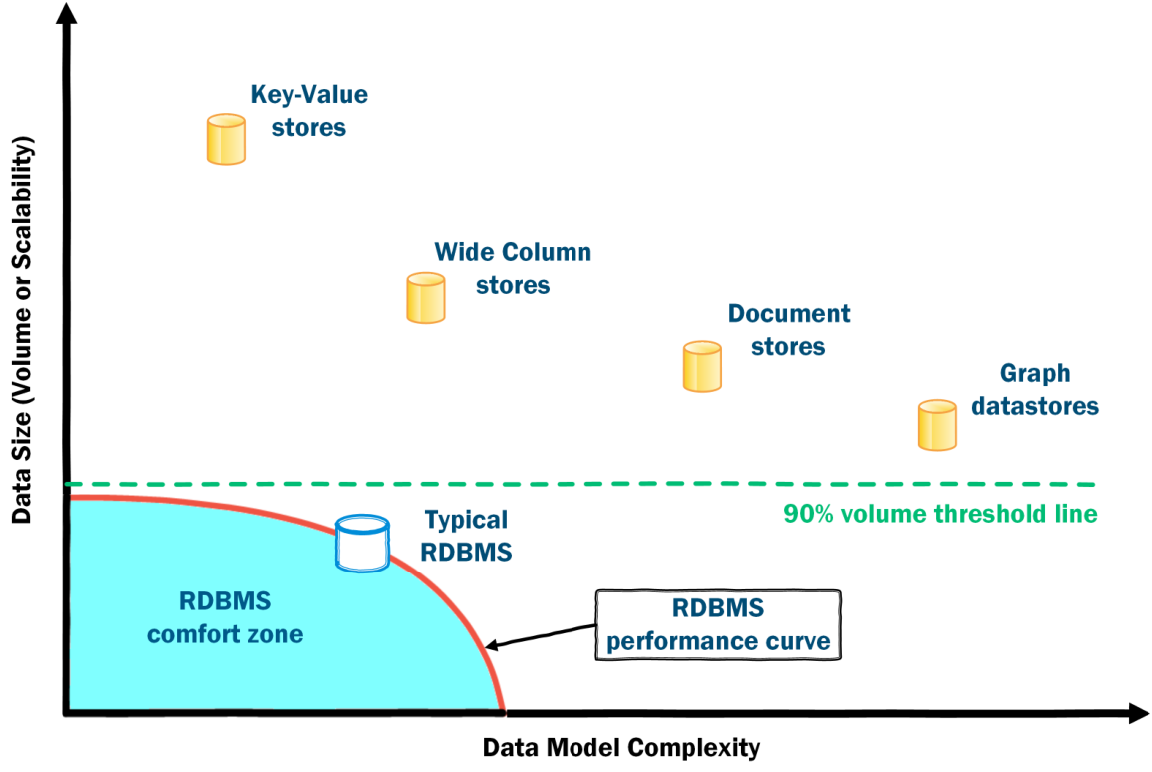 Key-Value
stores
Wide Column
stores
Document
stores
Graph
datastores
Data Size (Volume or Scalability)
90% volume threshold line
Typical
RDBMS
RDBMS
comfort zone
RDBMS
performance curve
Data Model Complexity